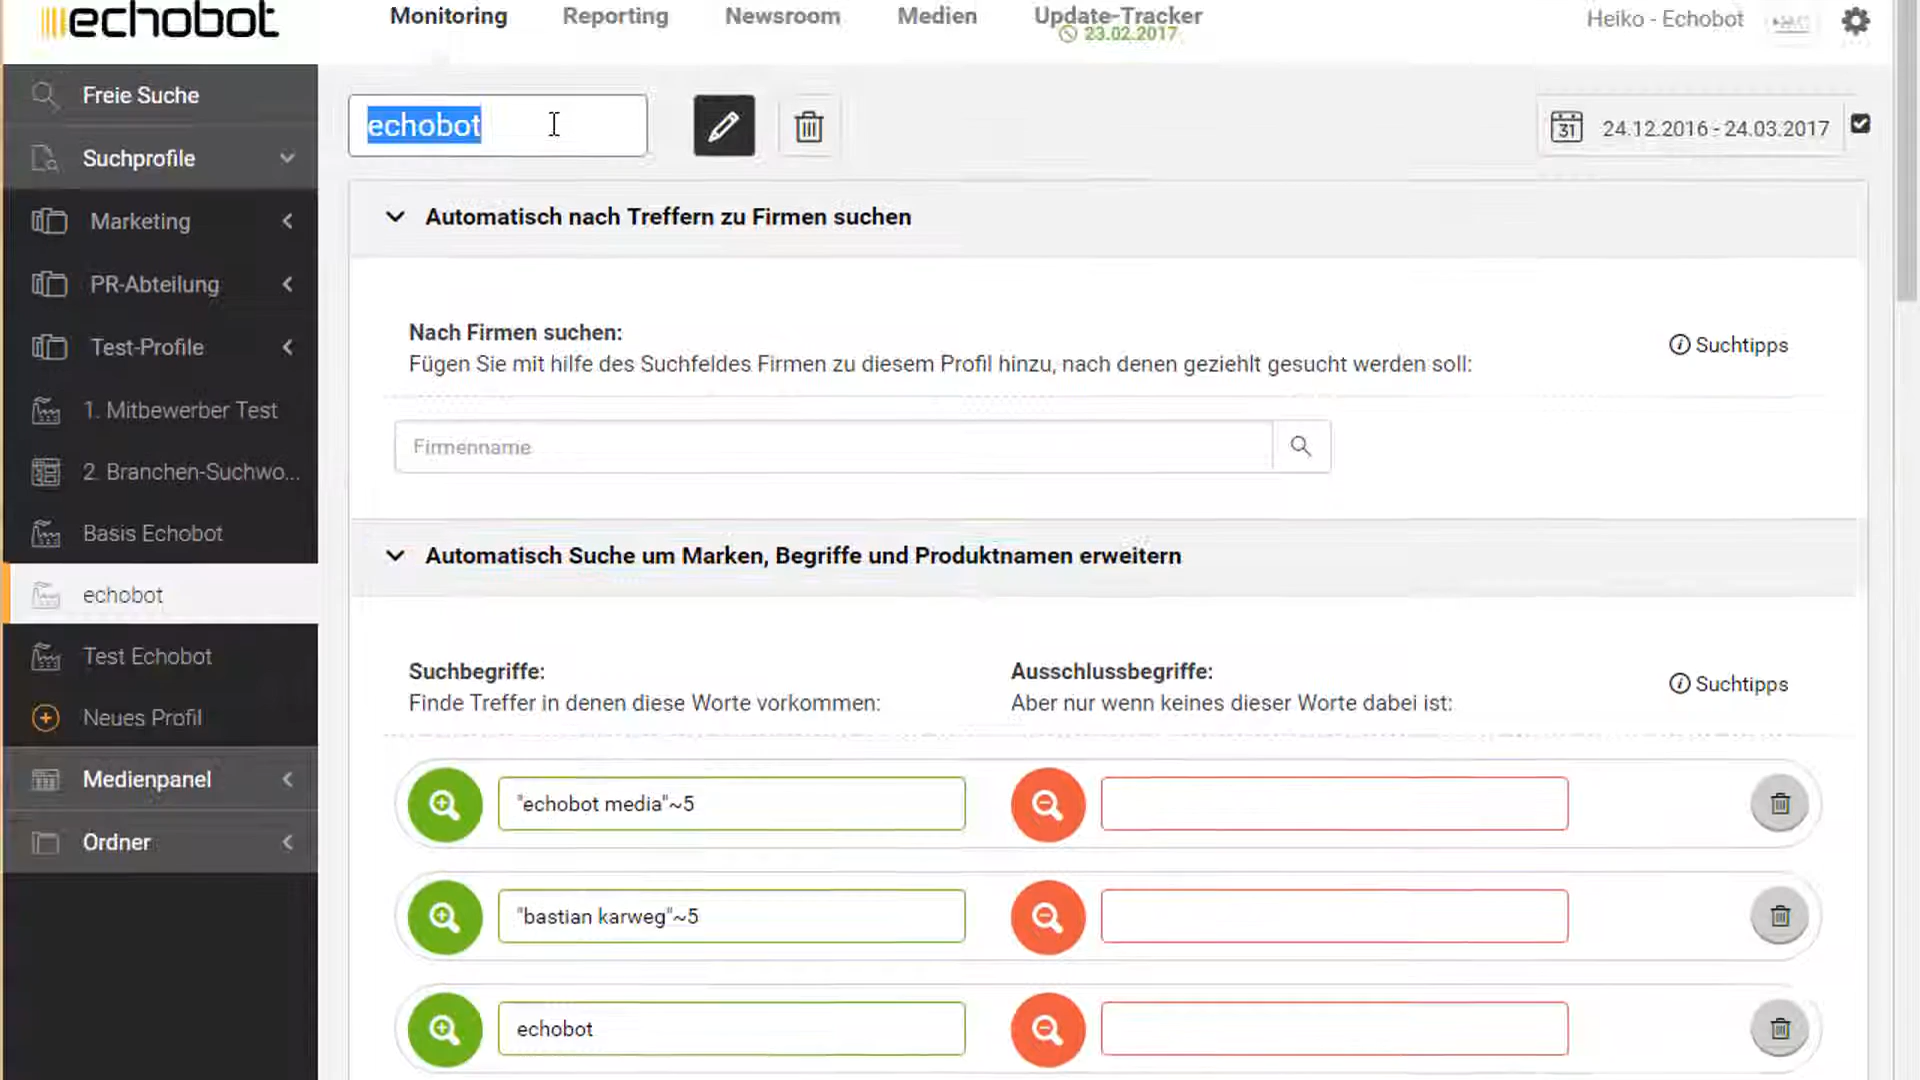 echobot
Monitoring
Reporting
Newsroom
Medien
Update-Tracker
23.02.2017
Heiko - Echobot
Freie Suche
Suchprofile
Marketing
PR-Abteilung
Test-Profile
1. Mitbewerber Test
2. Branchen-Suchwo...
Basis Echobot
echobot
Test Echobot
Neues Profil
Medienpanel
Ordner
echobot
31
24.12.2016 - 24.03.2017
Automatisch nach Treffern zu Firmen suchen
Nach Firmen suchen:
Fügen Sie mit hilfe des Suchfeldes Firmen zu diesem Profil hinzu, nach denen geziehlt gesucht werden soll:
Suchtipps
Firmenname
Automatisch Suche um Marken, Begriffe und Produktnamen erweitern
Suchbegriffe:
Finde Treffer in denen diese Worte vorkommen:
Ausschlussbegriffe:
Aber nur wenn keines dieser Worte dabei ist:
Suchtipps
"echobot media"~5
"bastian karweg"~5
echobot